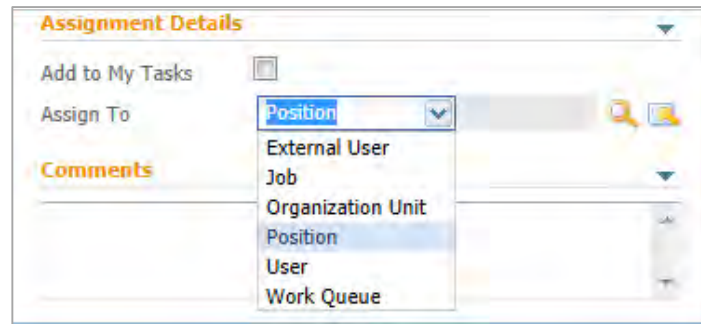 Assignment Details
Add to My Tasks
Assign To Position
External User
Comments
Job
Organization Unit
Position
User
Work Queue